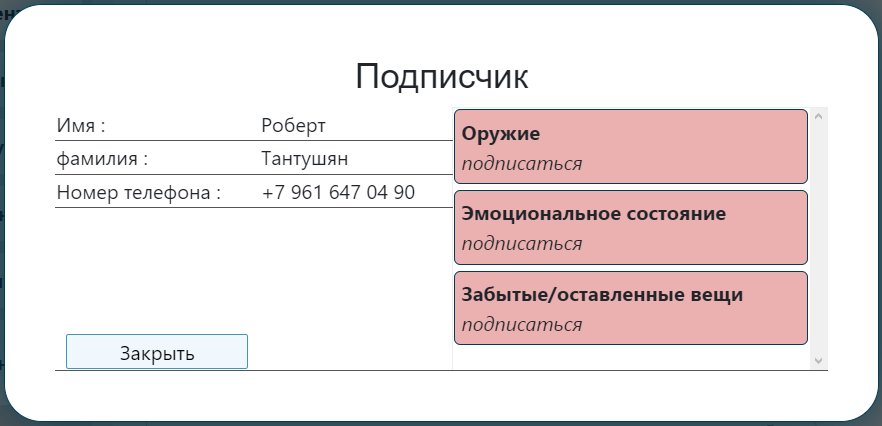 Подписчик
Имя : Роберт
фамилия : Тантушян
Номер телефона : +7 961 647 04 90
Оружие
подписаться
Эмоциональное состояние
подписаться
Забытые/оставленные вещи
подписаться
Закрыть